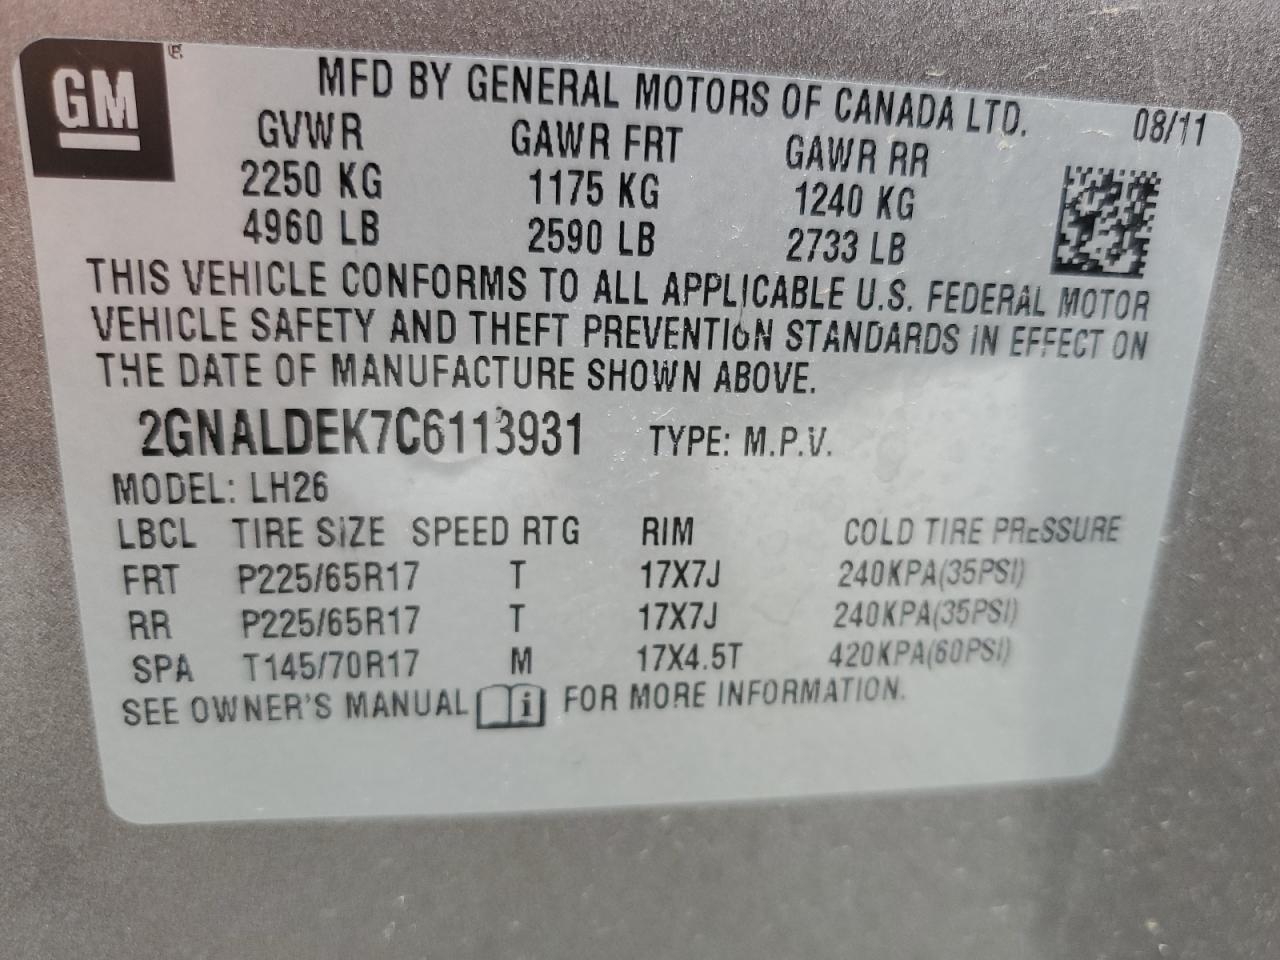 GM
MFD BY GENERAL MOTORS OF CANADA LTD. 08/11
GVWR GAWR FRT GAWR RR
2250 KG 1175 KG 1240 KG
4960 LB 2590 LB 2733 LB
THIS VEHICLE CONFORMS TO ALL APPLICABLE U.S. FEDERAL MOTOR
VEHICLE SAFETY AND THEFT PREVENTION STANDARDS IN EFFECT ON
THE DATE OF MANUFACTURE SHOWN ABOVE.
2GNALDEK7C6113931 TYPE: M.P.V.
MODEL: LH26
LBCL TIRE SIZE SPEED RTG RIM COLD TIRE PRESSURE
FRT P225/65R17 T 17X7J 240KPA(35PSI)
RR P225/65R17 T 17X7J 240KPA(35PSI)
SPA T145/70R17 M 17X4.5T 420KPA(60PSI)
SEE OWNER'S MANUAL i FOR MORE INFORMATION.